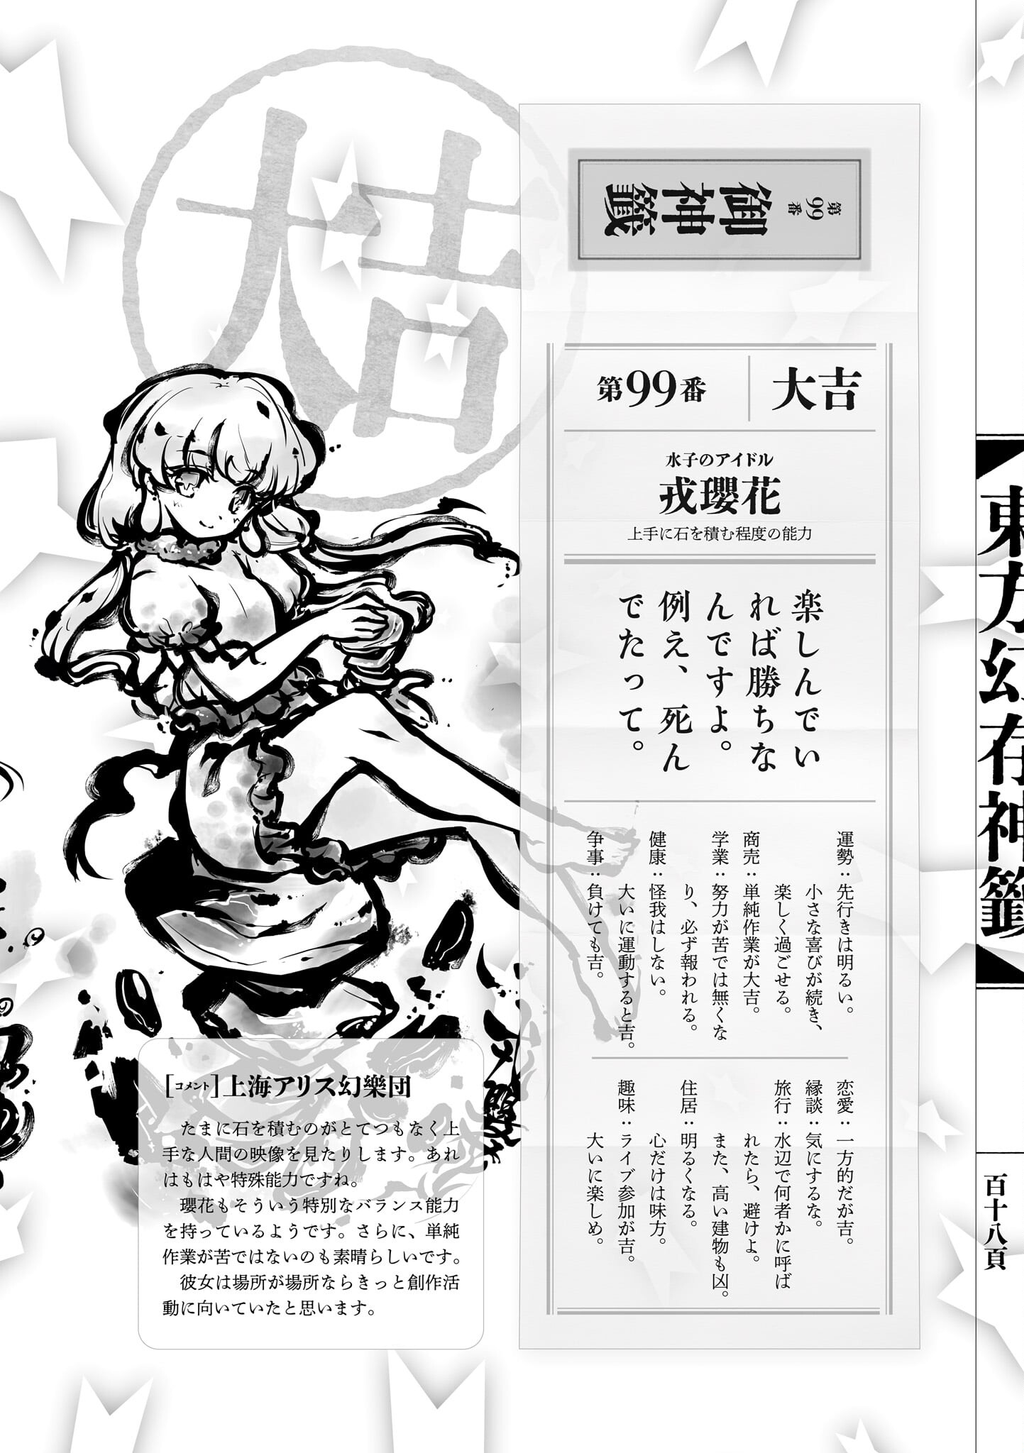 大吉
第99番
御神籤
第99番
大吉
水子のアイドル
戎瓔花
上手に石を積む程度の能力
楽しんでい
れば勝ちな
んですよ。
例え、死ん
でたって。
運勢：先行きは明るい。
小さな喜びが続き、
楽しく過ごせる。
商売：単純作業が大吉。
学業：努力が苦では無くな
り、必ず報われる。
健康：怪我はしない。
大いに運動すると吉。
争事：負けても吉。
恋愛：一方的だが吉。
縁談：気にするな。
旅行：水辺で何者かに呼ば
れたら、避けよ。
また、高い建物も凶。
住居：明るくなる。
心だけは味方。
趣味：ライブ参加が吉。
大いに楽しめ。
［コメント］上海アリス幻樂団
たまに石を積むのがとてつもなく上
手な人間の映像を見たりします。あれ
はもはや特殊能力ですね。
瓔花もそういう特別なバランス能力
を持っているようです。さらに、単純
作業が苦ではないのも素晴らしいです。
彼女は場所が場所ならきっと創作活
動に向いていたと思います。
【東方幻存神籤】
百十八頁